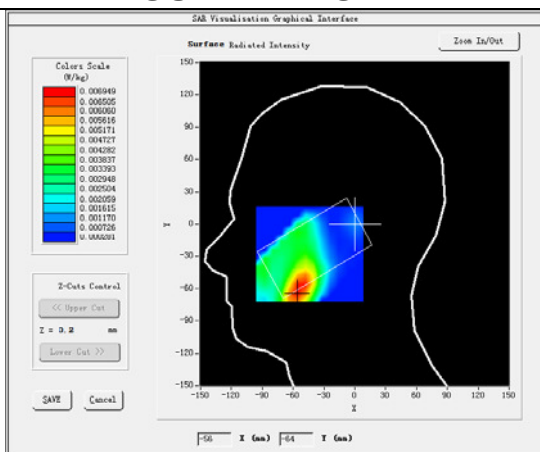 SAR Visualisation Graphical Interface
Surface Radiated Intensity
Zoom In/Out
Colors Scale
(W/kg)
0.006949
0.006505
0.006060
0.005616
0.005171
0.004727
0.004282
0.003837
0.003393
0.002948
0.002504
0.002059
0.001615
0.001170
0.000726
0.000281
Z-Cuts Control
<< Upper Cut
Z = 3.2 mm
Lower Cut >>
SAVE
Cancel
150
120
90
60
30
Y
0
-30
-60
-90
-120
-150
-150 -120 -90 -60 -30 0 30 60 90 120 150
X
-56 X (mm) -64 Y (mm)